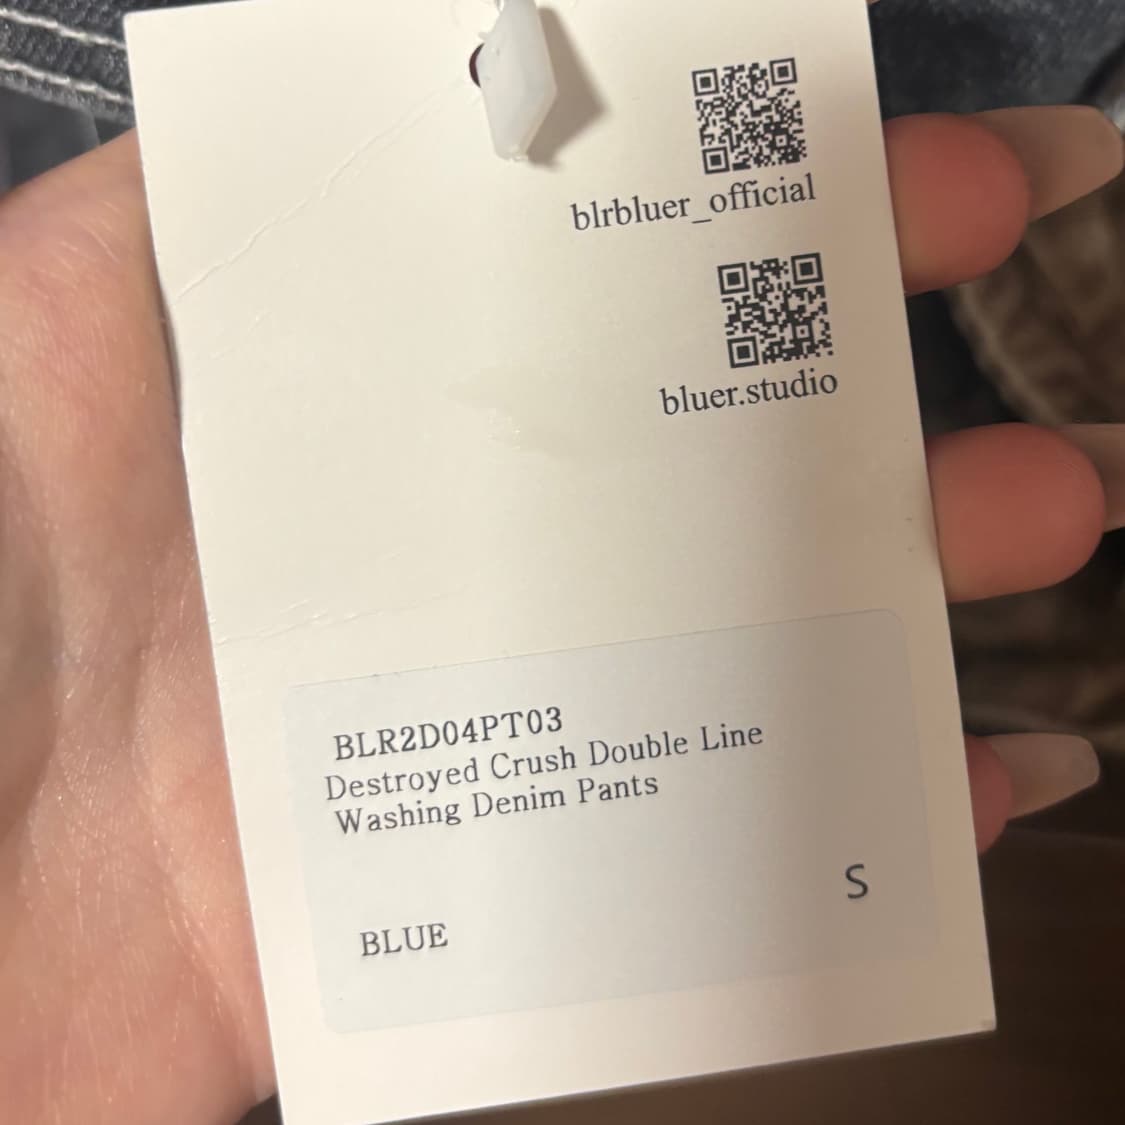 blrbluer_official
bluer.studio
BLR2D04PT03
Destroyed Crush Double Line
Washing Denim Pants
S
BLUE